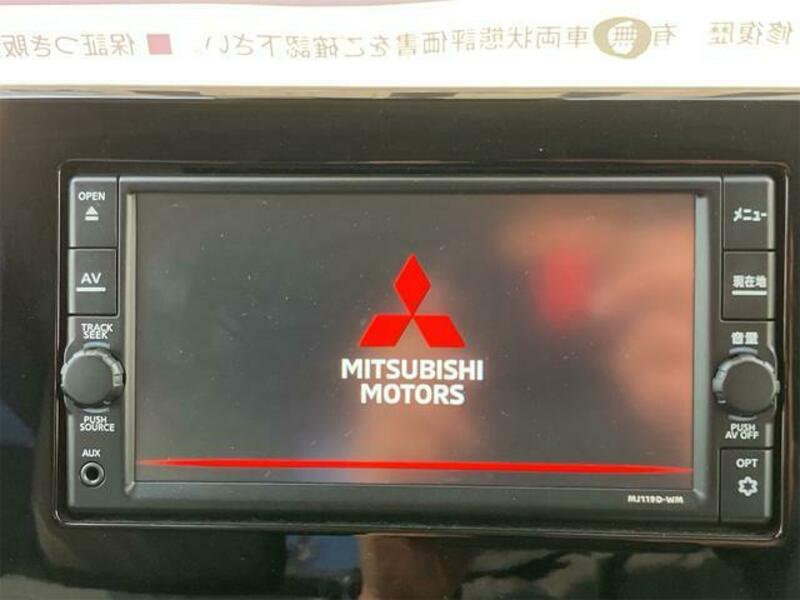 修復歴 有 無 車両状態評価書をご確認下さい。 ■ 保証つき販
OPEN
メニュー
AV
現在地
TRACK
SEEK
音量
MITSUBISHI
MOTORS
PUSH
SOURCE
PUSH
AV OFF
AUX
OPT
MJ119D-WM